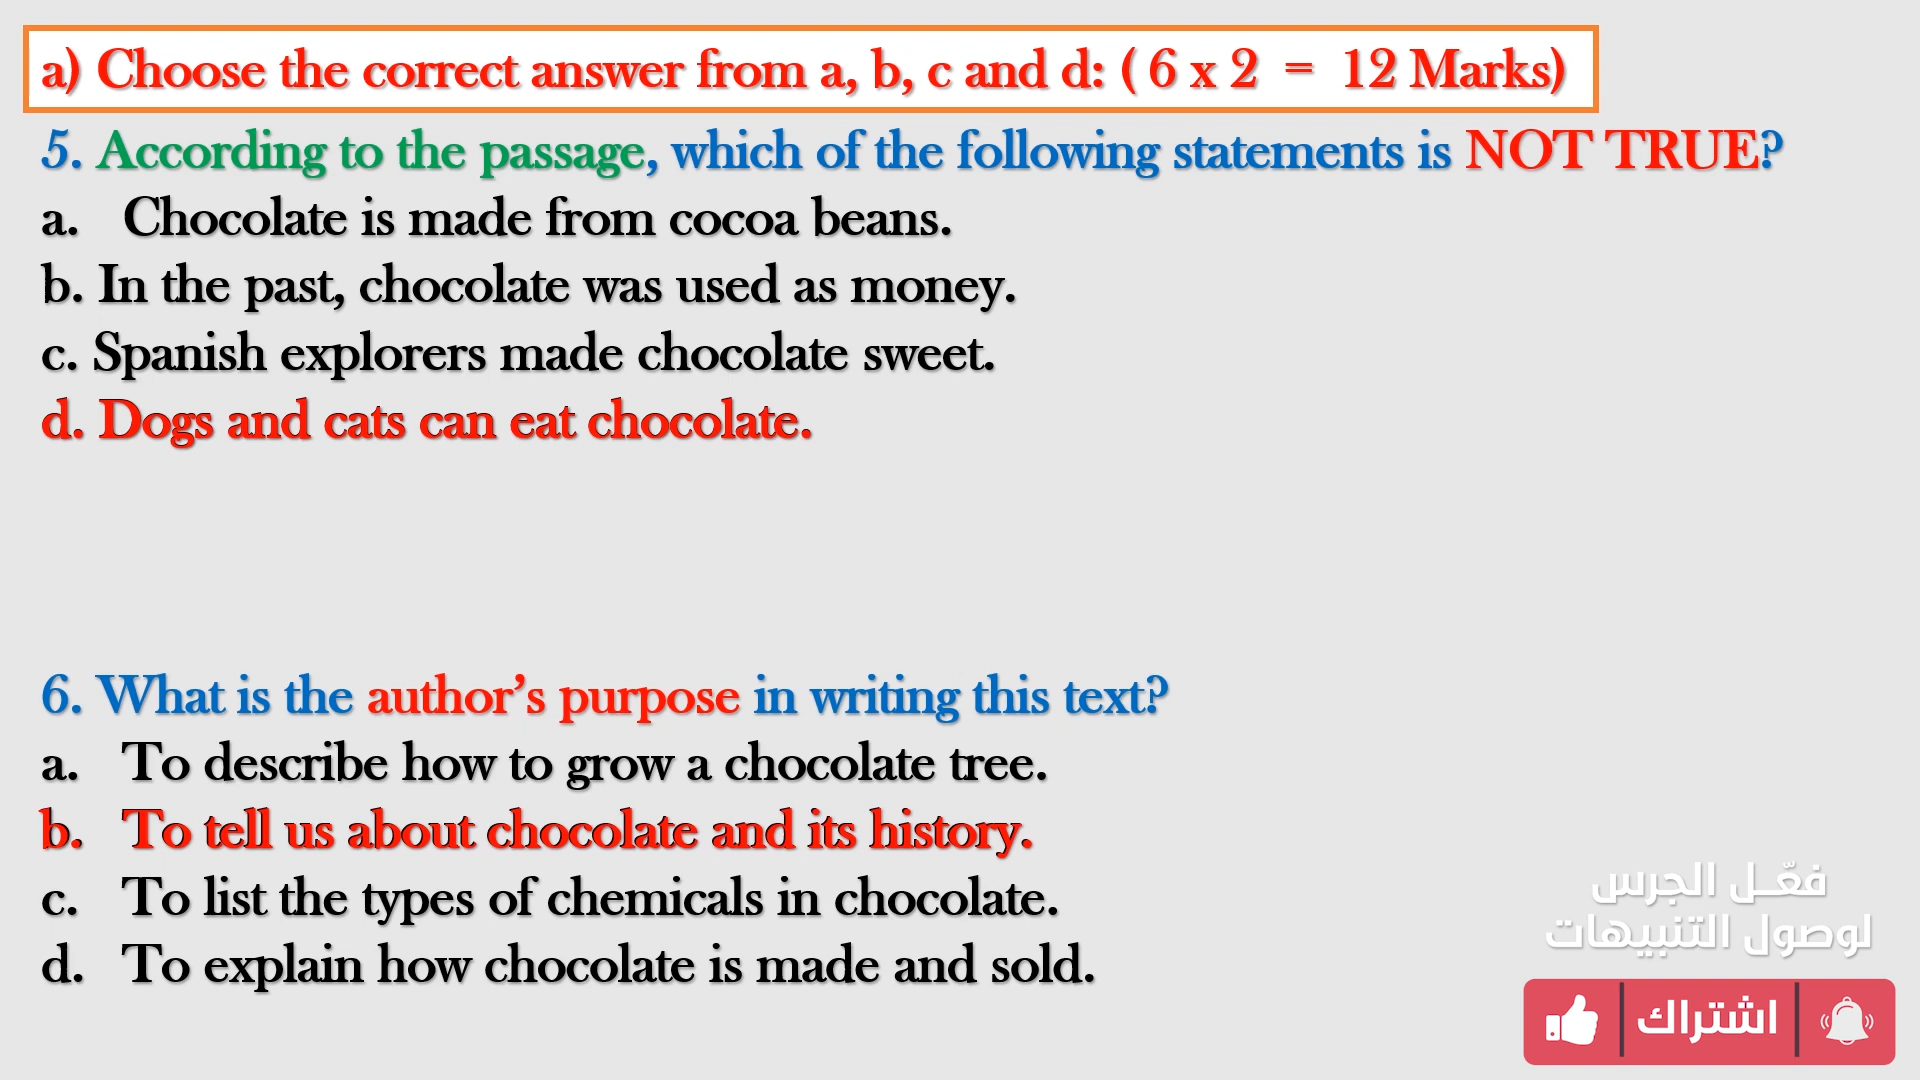 a) Choose the correct answer from a, b, c and d: ( 6 x 2 = 12 Marks)
5. According to the passage, which of the following statements is NOT TRUE?
a. Chocolate is made from cocoa beans.
b. In the past, chocolate was used as money.
c. Spanish explorers made chocolate sweet.
d. Dogs and cats can eat chocolate.
6. What is the author’s purpose in writing this text?
a. To describe how to grow a chocolate tree.
b. To tell us about chocolate and its history.
c. To list the types of chemicals in chocolate.
d. To explain how chocolate is made and sold.
فعّـل الجرس
لوصول التنبيهات
اشتراك